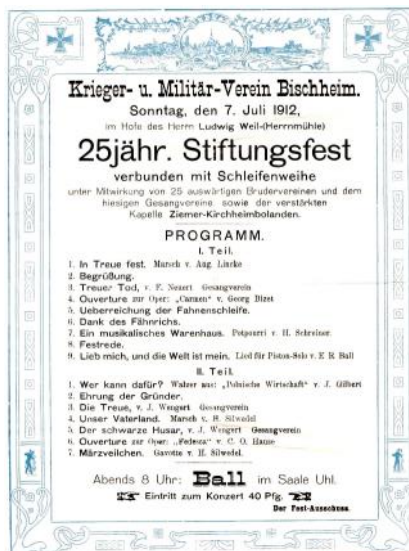 Krieger- u. Militär-Verein Bischheim.
Sonntag, den 7. Juli 1912,
im Hofe des Herrn Ludwig Weil-(Herrnmühle)
25jähr. Stiftungsfest
verbunden mit Schleifenweihe
unter Mitwirkung von 25 auswärtigen Brudervereinen und dem
hiesigen Gesangvereine sowie der verstärkten
Kapelle Ziemer-Kirchheimbolanden.
PROGRAMM.
I. Teil.
1. In Treue fest. Marsch v. Aug. Lincke
2. Begrüßung.
3. Treuer Tod, v. F. Neuert Gesangverein
4. Ouverture zur Oper: „Carmen" v. Georg Bizet
5. Ueberreichung der Fahnenschleife.
6. Dank des Fähnrichs.
7. Ein musikalisches Warenhaus. Potpourri v. H. Schreiner.
8. Festrede.
9. Lieb mich, und die Welt ist mein. Lied für Piston-Solo v. E R Ball
II. Teil.
1. Wer kann dafür? Walzer aus: „Polnische Wirtschaft" v. J. Gilbert
2. Ehrung der Gründer.
3. Die Treue, v. J. Wengert Gesangverein
4. Unser Vaterland. Marsch v. H. Silwedel
5. Der schwarze Husar, v. J. Wengert Gesangverein
6. Ouverture zur Oper: v. C. O. Hause
7. Märzveilchen. Gavotte v. H. Silwedel.
Abends 8 Uhr: Ball im Saale Uhl.
Eintritt zum Konzert 40 Pfg.
Der Fest-Ausschuss.